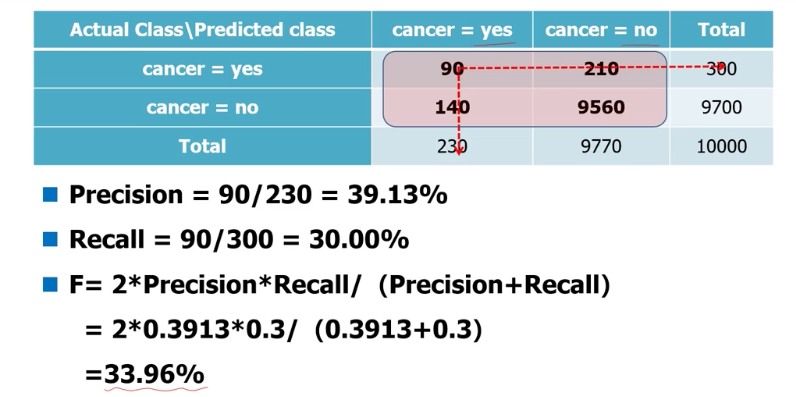 Actual Class\Predicted class cancer = yes cancer = no Total
cancer = yes 90 210 300
cancer = no 140 9560 9700
Total 230 9770 10000
Precision = 90/230 = 39.13%
Recall = 90/300 = 30.00%
F= 2*Precision*Recall/ (Precision+Recall)
= 2*0.3913*0.3/ (0.3913+0.3)
=33.96%